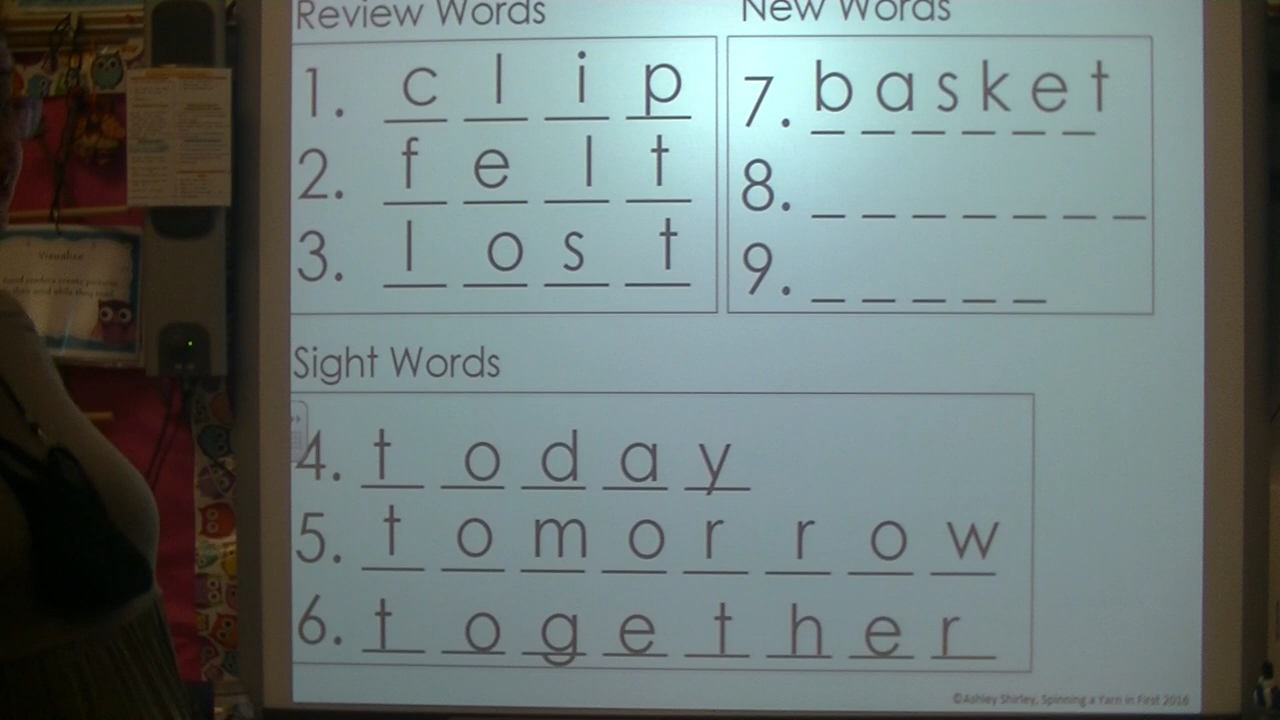 Review Words
1. c l i p
2. f e l t
3. l o s t
New Words
7. b a s k e t
8. _ _ _ _ _ _ _
9. _ _ _ _ _
Sight Words
4. t o d a y
5. t o m o r r o w
6. t o g e t h e r
©Ashley Shirley, Spinning a Yarn in First 2016
Visualize